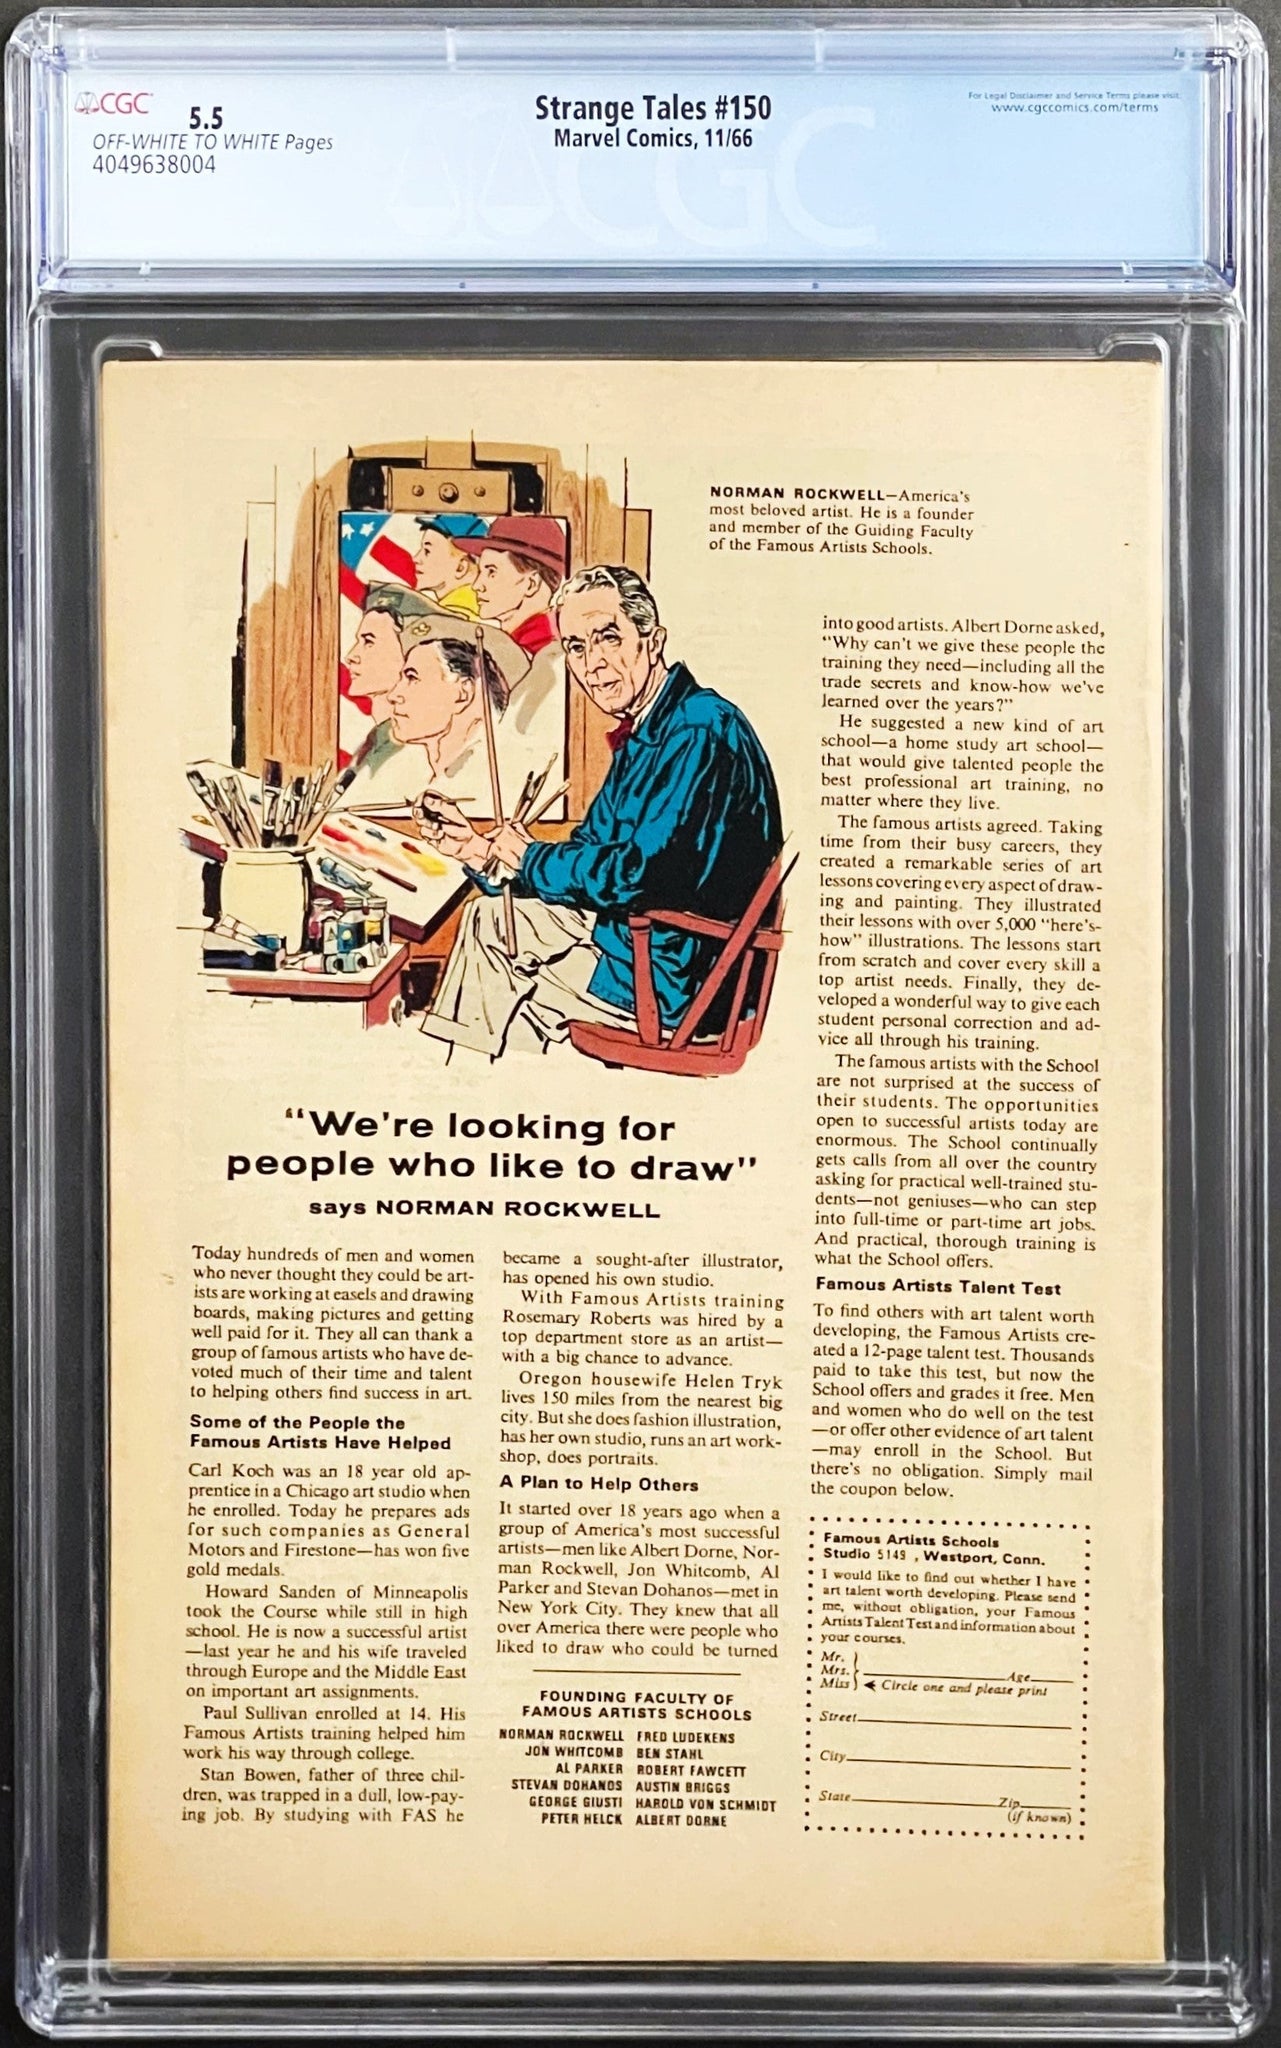 CGC
5.5
OFF-WHITE TO WHITE Pages
4049638004
Strange Tales #150
Marvel Comics, 11/66
For Legal Disclaimer and Service Terms please visit:
www.cgccomics.com/terms
CGC
NORMAN ROCKWELL—America's
most beloved artist. He is a founder
and member of the Guiding Faculty
of the Famous Artists Schools.
"We're looking for
people who like to draw"
says NORMAN ROCKWELL
Today hundreds of men and women
who never thought they could be art-
ists are working at easels and drawing
boards, making pictures and getting
well paid for it. They all can thank a
group of famous artists who have de-
voted much of their time and talent
to helping others find success in art.
Some of the People the
Famous Artists Have Helped
Carl Koch was an 18 year old ap-
prentice in a Chicago art studio when
he enrolled. Today he prepares ads
for such companies as General
Motors and Firestone—has won five
gold medals.
Howard Sanden of Minneapolis
took the Course while still in high
school. He is now a successful artist
—last year he and his wife traveled
through Europe and the Middle East
on important art assignments.
Paul Sullivan enrolled at 14. His
Famous Artists training helped him
work his way through college.
Stan Bowen, father of three chil-
dren, was trapped in a dull, low-pay-
ing job. By studying with FAS he
became a sought-after illustrator,
has opened his own studio.
With Famous Artists training
Rosemary Roberts was hired by a
top department store as an artist—
with a big chance to advance.
Oregon housewife Helen Tryk
lives 150 miles from the nearest big
city. But she does fashion illustration,
has her own studio, runs an art work-
shop, does portraits.
A Plan to Help Others
It started over 18 years ago when a
group of America's most successful
artists—men like Albert Dorne, Nor-
man Rockwell, Jon Whitcomb, Al
Parker and Stevan Dohanos—met in
New York City. They knew that all
over America there were people who
liked to draw who could be turned
into good artists. Albert Dorne asked,
"Why can't we give these people the
training they need—including all the
trade secrets and know-how we've
learned over the years?"
He suggested a new kind of art
school—a home study art school—
that would give talented people the
best professional art training, no
matter where they live.
The famous artists agreed. Taking
time from their busy careers, they
created a remarkable series of art
lessons covering every aspect of draw-
ing and painting. They illustrated
their lessons with over 5,000 "here's-
how" illustrations. The lessons start
from scratch and cover every skill a
top artist needs. Finally, they de-
veloped a wonderful way to give each
student personal correction and ad-
vice all through his training.
The famous artists with the School
are not surprised at the success of
their students. The opportunities
open to successful artists today are
enormous. The School continually
gets calls from all over the country
asking for practical well-trained stu-
dents—not geniuses—who can step
into full-time or part-time art jobs.
And practical, thorough training is
what the School offers.
Famous Artists Talent Test
To find others with art talent worth
developing, the Famous Artists cre-
ated a 12-page talent test. Thousands
paid to take this test, but now the
School offers and grades it free. Men
and women who do well on the test
—or offer other evidence of art talent
—may enroll in the School. But
there's no obligation. Simply mail
the coupon below.
FOUNDING FACULTY OF
FAMOUS ARTISTS SCHOOLS
NORMAN ROCKWELL FRED LUDEKENS
JON WHITCOMB BEN STAHL
AL PARKER ROBERT FAWCETT
STEVAN DOHANOS AUSTIN BRIGGS
GEORGE GIUSTI HAROLD VON SCHMIDT
PETER HELCK ALBERT DORNE
Famous Artists Schools
Studio 5149 , Westport, Conn.
I would like to find out whether I have
art talent worth developing. Please send
me, without obligation, your Famous
Artists Talent Test and information about
your courses.
Mr.
Mrs. Age
Miss Circle one and please print
Street
City
State Zip
(if known)